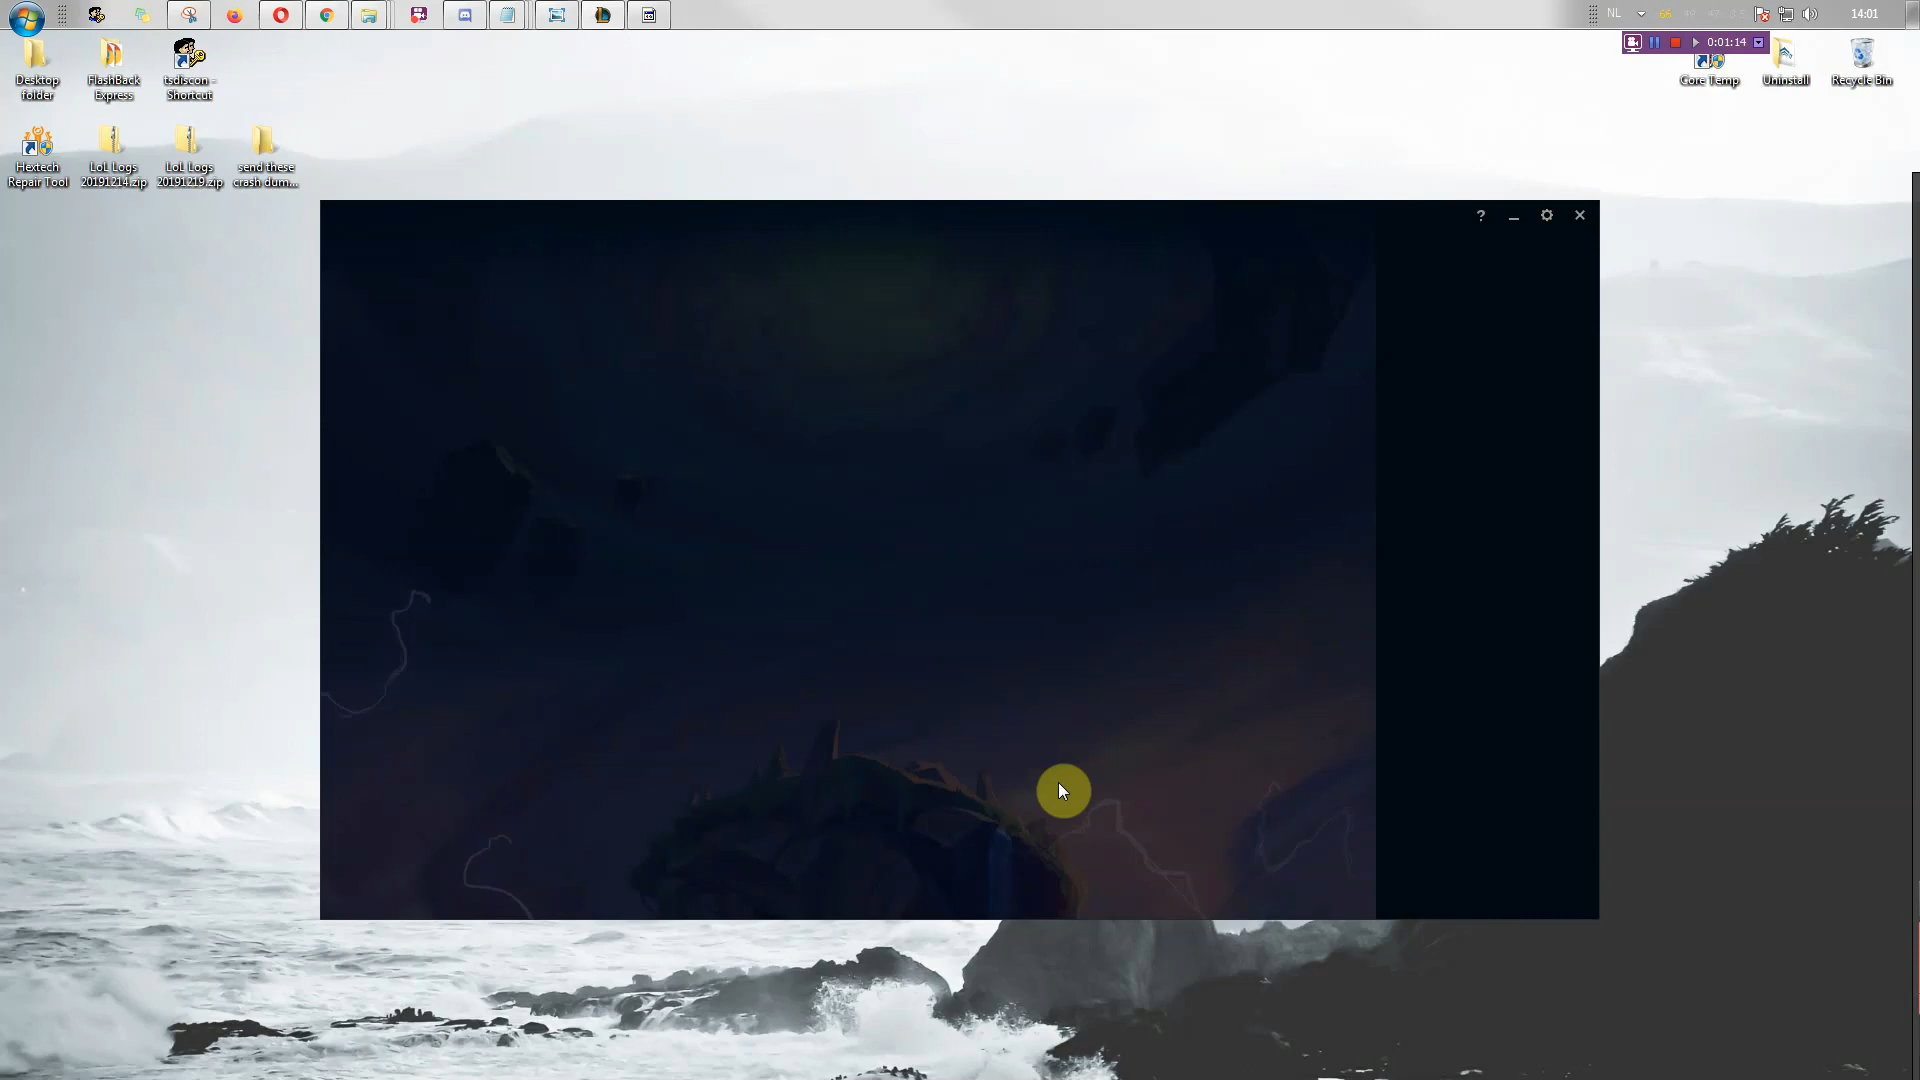 NL
66
14:01
0:01:14
Desktop
folder
FlashBack
Express
tsdiscon -
Shortcut
Core Temp
Uninstall
Recycle Bin
Hextech
Repair Tool
LoL Logs
20191214.zip
LoL Logs
20191219.zip
send these
crash dum...
?